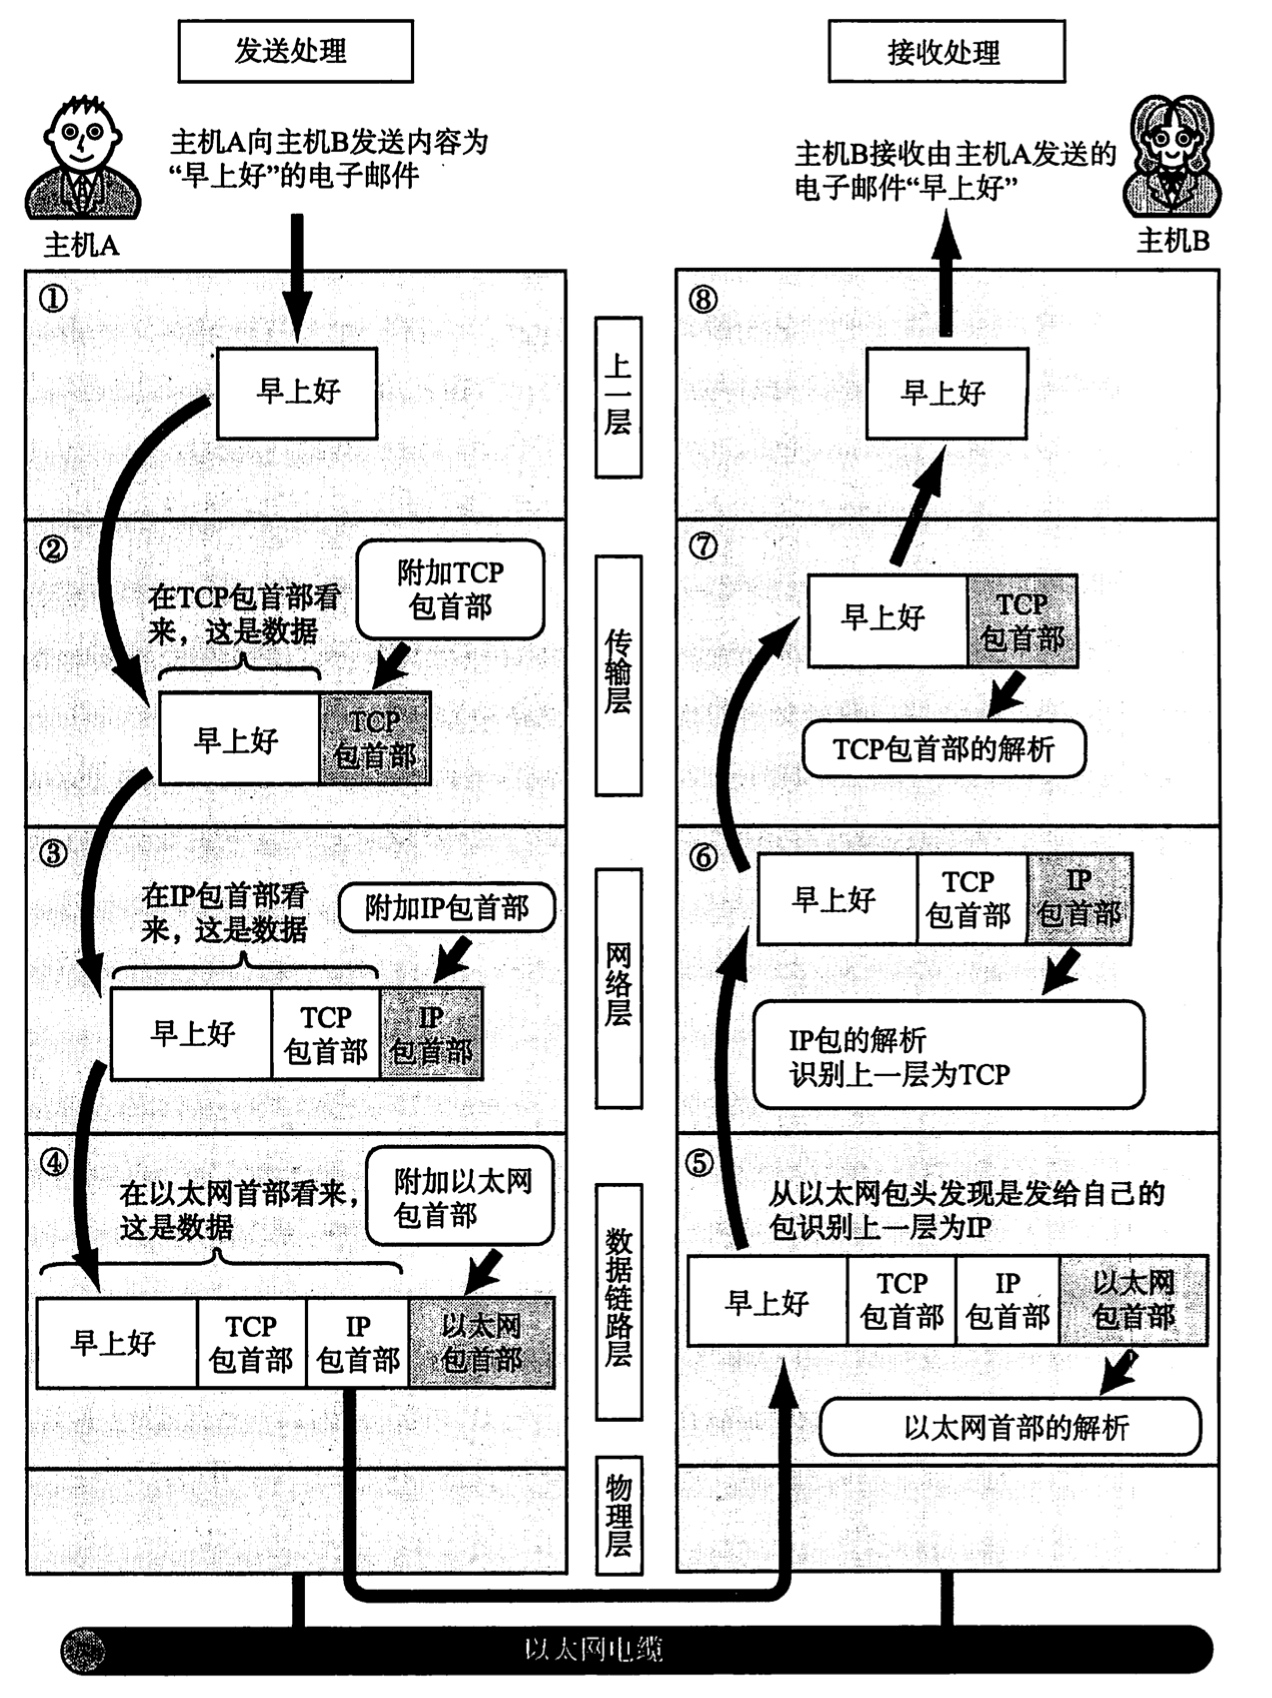 发送处理
主机A向主机B发送内容为
“早上好”的电子邮件
主机A
①
早上好
②
附加TCP
包首部
在TCP包首部看
来，这是数据
早上好
TCP
包首部
③
在IP包首部看
来，这是数据
附加IP包首部
早上好
TCP
包首部
IP
包首部
④
在以太网首部看来，
这是数据
附加以太网
包首部
早上好
TCP
包首部
IP
包首部
以太网
包首部
上一层
传输层
网络层
数据链路层
物理层
接收处理
主机B接收由主机A发送的
电子邮件“早上好”
主机B
⑧
早上好
⑦
早上好
TCP
包首部
TCP包首部的解析
⑥
早上好
TCP
包首部
IP
包首部
IP包的解析
识别上一层为TCP
⑤
从以太网包头发现是发给自己的
包识别上一层为IP
早上好
TCP
包首部
IP
包首部
以太网
包首部
以太网首部的解析
以太网电缆